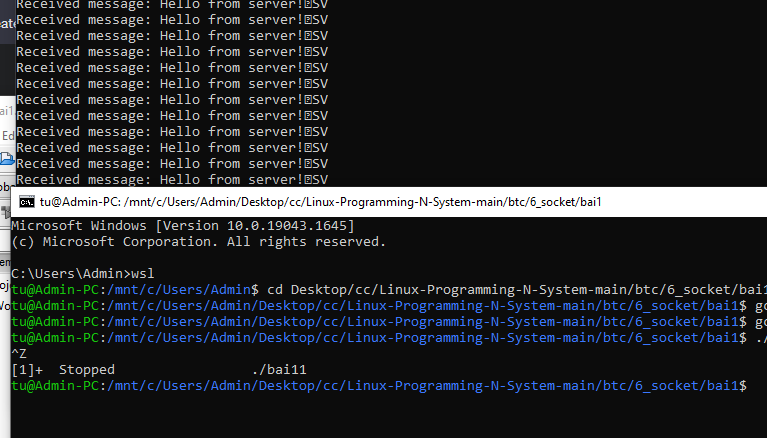 eate
Received message: Hello from server!SV
Received message: Hello from server!SV
Received message: Hello from server!SV
Received message: Hello from server!SV
Received message: Hello from server!SV
Received message: Hello from server!SV
Received message: Hello from server!SV
Received message: Hello from server!SV
Received message: Hello from server!SV
Received message: Hello from server!SV
Received message: Hello from server!SV
Received message: Hello from server!SV
ai1
Ed
tu@Admin-PC: /mnt/c/Users/Admin/Desktop/cc/Linux-Programming-N-System-main/btc/6_socket/bai1
Microsoft Windows [Version 10.0.19043.1645]
(c) Microsoft Corporation. All rights reserved.
C:\Users\Admin>wsl
tu@Admin-PC:/mnt/c/Users/Admin$ cd Desktop/cc/Linux-Programming-N-System-main/btc/6_socket/bai1
tu@Admin-PC:/mnt/c/Users/Admin/Desktop/cc/Linux-Programming-N-System-main/btc/6_socket/bai1$ gc
tu@Admin-PC:/mnt/c/Users/Admin/Desktop/cc/Linux-Programming-N-System-main/btc/6_socket/bai1$ gc
tu@Admin-PC:/mnt/c/Users/Admin/Desktop/cc/Linux-Programming-N-System-main/btc/6_socket/bai1$ ./
^Z
[1]+  Stopped                 ./bai11
tu@Admin-PC:/mnt/c/Users/Admin/Desktop/cc/Linux-Programming-N-System-main/btc/6_socket/bai1$